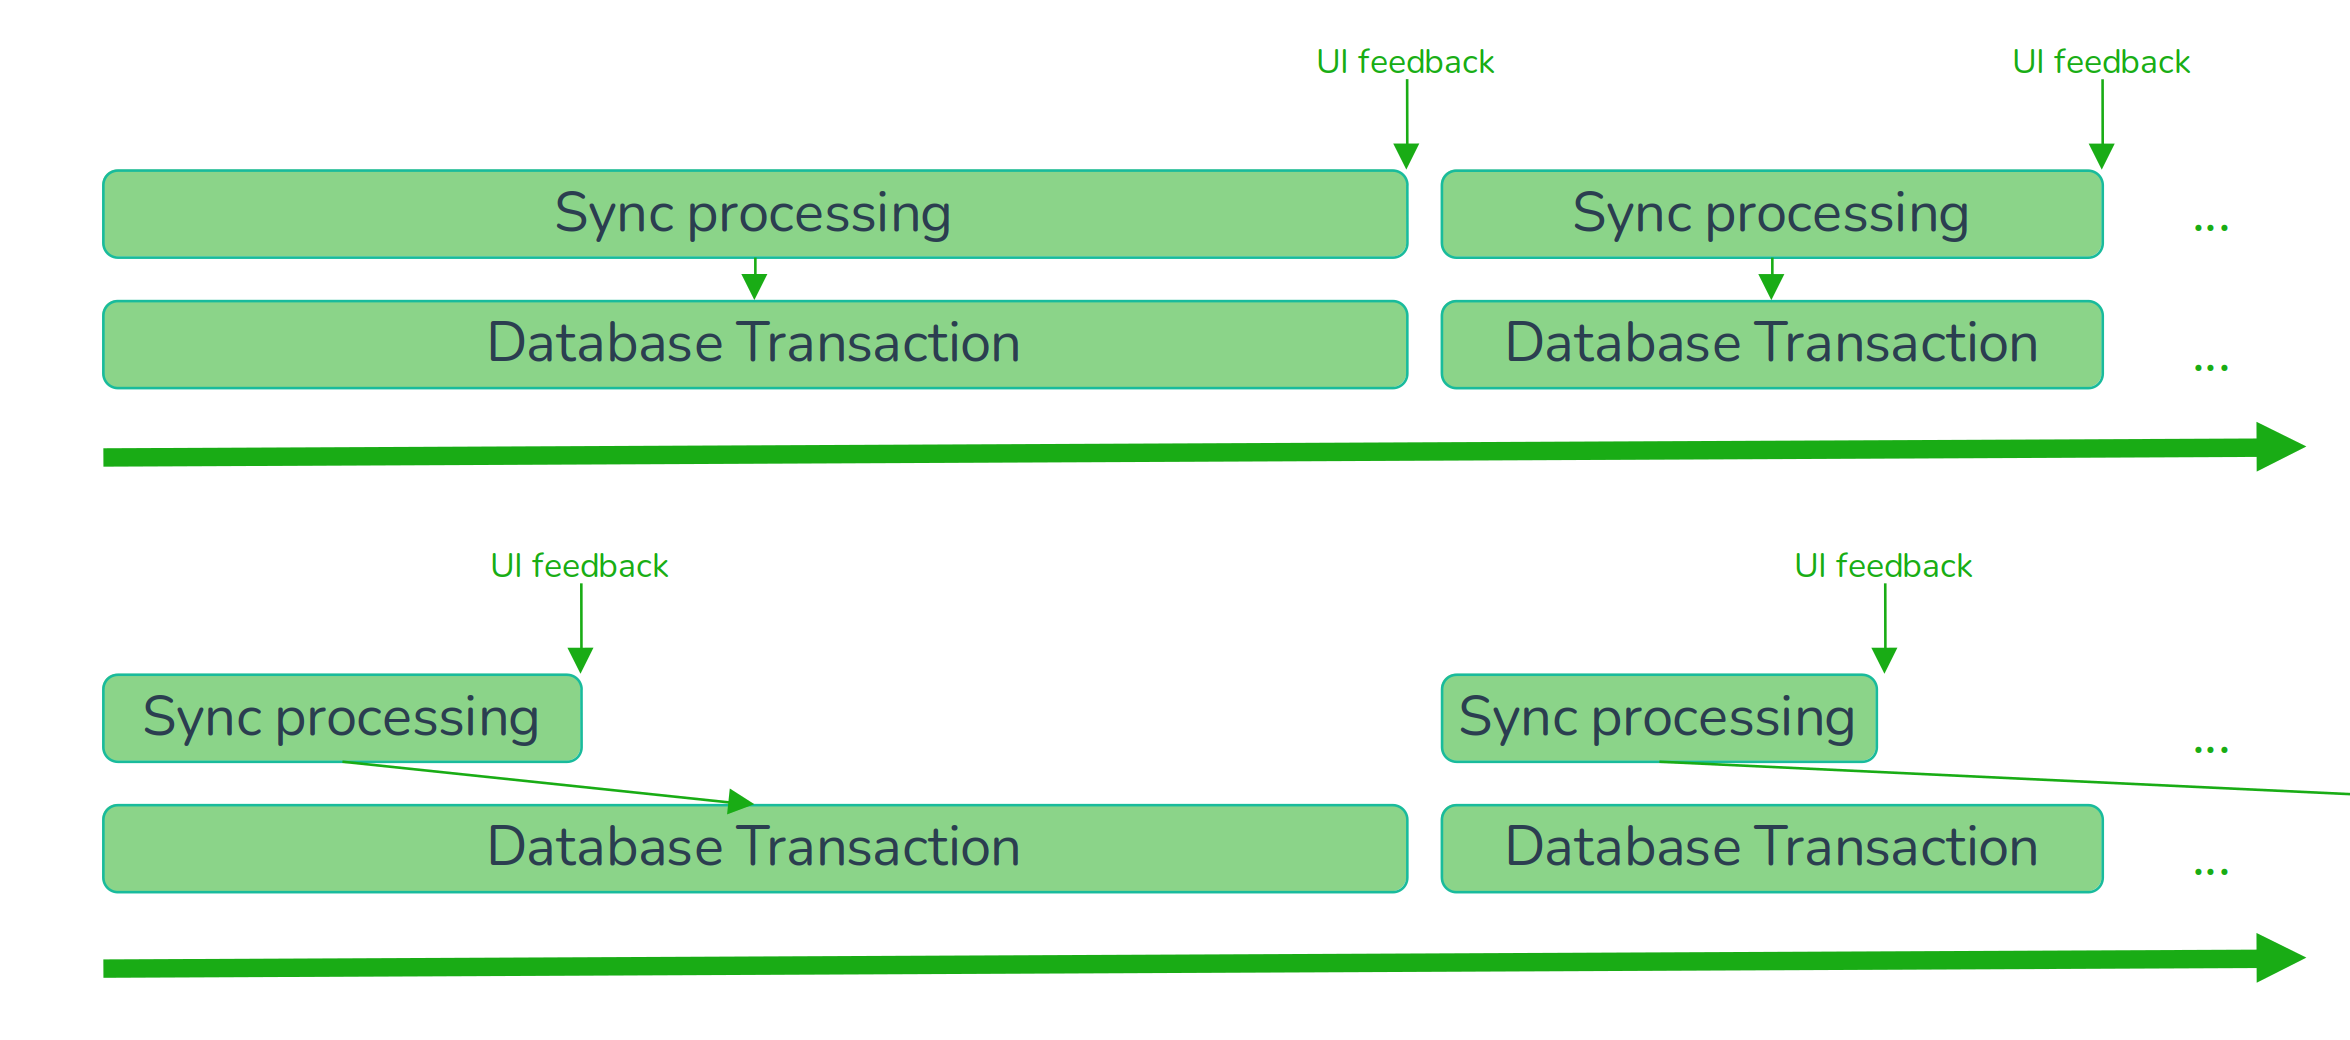 UI feedback
UI feedback
Sync processing
Sync processing
...
Database Transaction
Database Transaction
...
UI feedback
UI feedback
Sync processing
Sync processing
...
Database Transaction
Database Transaction
...